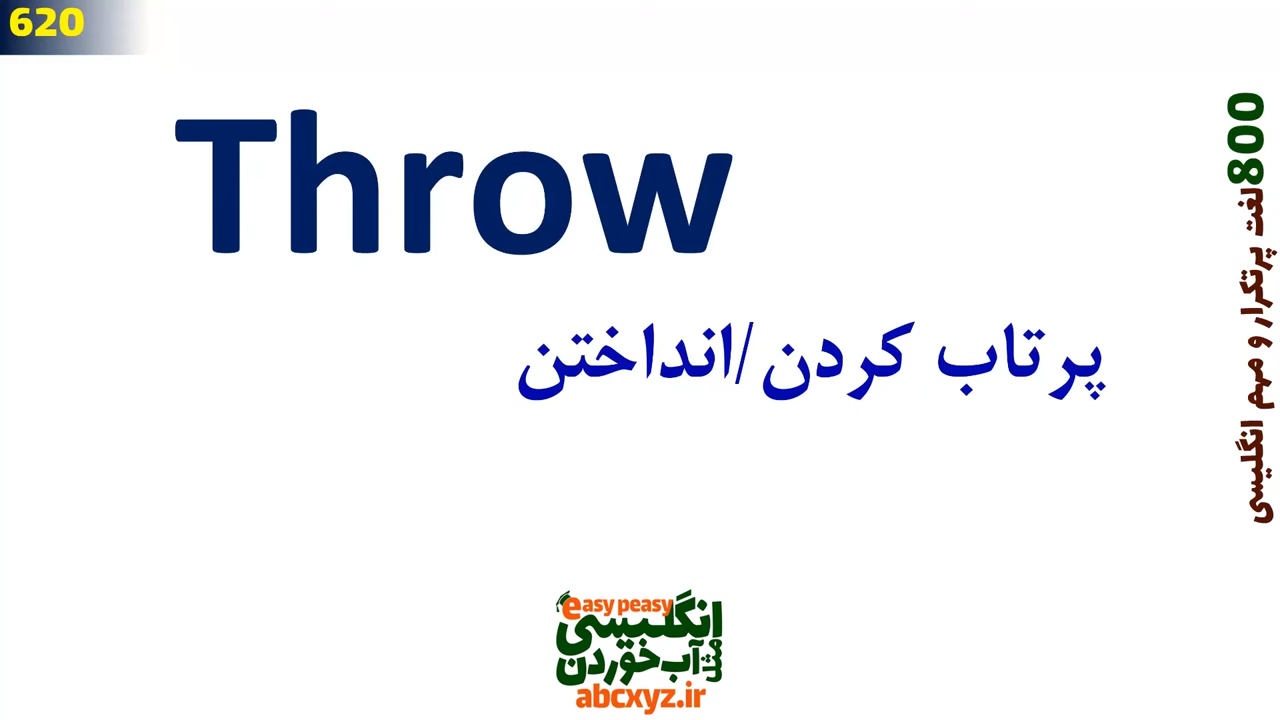 620
Throw
پرتاب کردن/انداختن
800 لغت پرتکرار و مهم انگلیسی
easy peasy
انگلیسی
مثل آب خوردن
abcxyz.ir